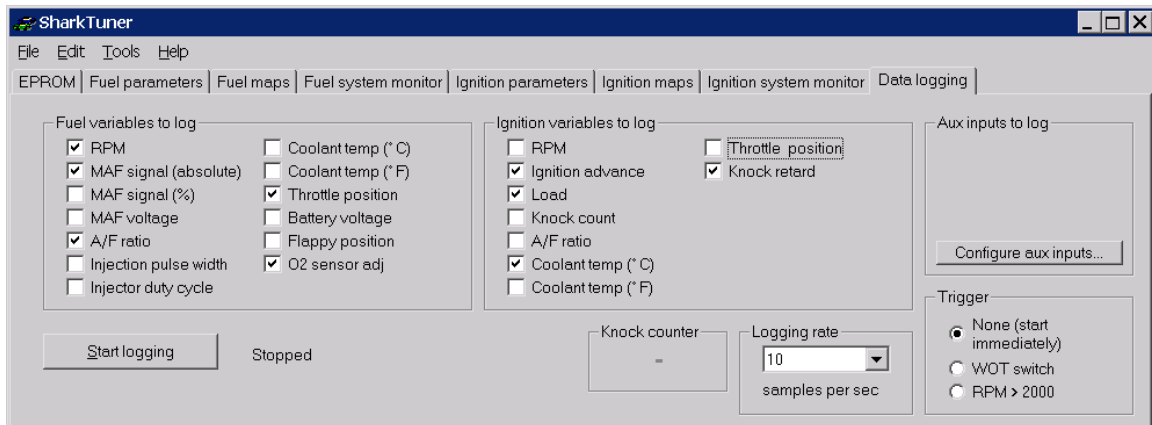 SharkTuner
File Edit Tools Help
EPROM Fuel parameters Fuel maps Fuel system monitor Ignition parameters Ignition maps Ignition system monitor Data logging
Fuel variables to log
RPM
MAF signal (absolute)
MAF signal (%)
MAF voltage
A/F ratio
Injection pulse width
Injector duty cycle
Coolant temp (°C)
Coolant temp (°F)
Throttle position
Battery voltage
Flappy position
O2 sensor adj
Ignition variables to log
RPM
Ignition advance
Load
Knock count
A/F ratio
Coolant temp (°C)
Coolant temp (°F)
Throttle position
Knock retard
Aux inputs to log
Configure aux inputs...
Start logging
Stopped
Knock counter
-
Logging rate
10
samples per sec
Trigger
None (start
immediately)
WOT switch
RPM > 2000